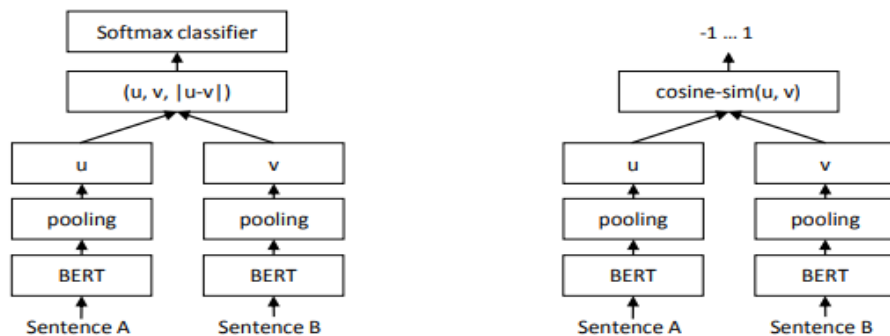 Softmax classifier
(u, v, |u-v|)
u
v
pooling
pooling
BERT
BERT
Sentence A
Sentence B
-1 ... 1
cosine-sim(u, v)
u
v
pooling
pooling
BERT
BERT
Sentence A
Sentence B